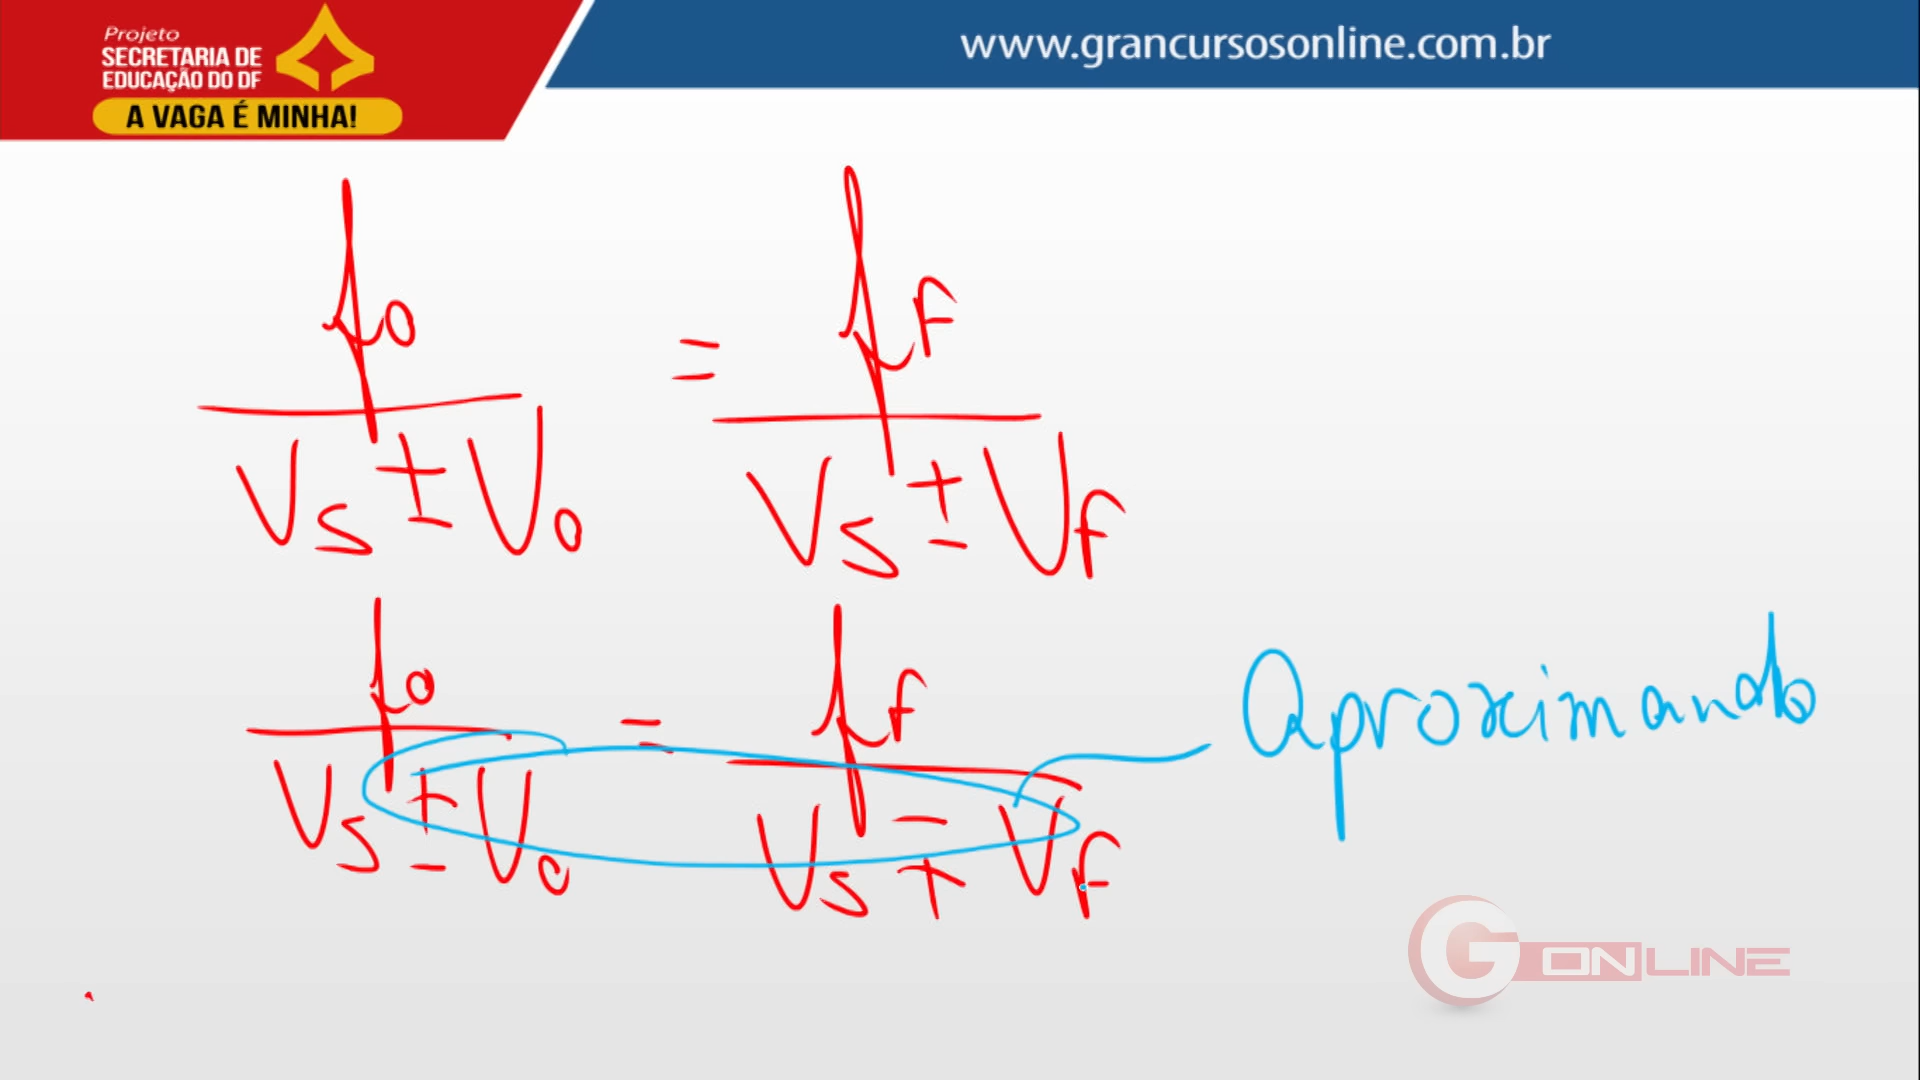 Projeto
SECRETARIA DE
EDUCAÇÃO DO DF
A VAGA É MINHA!
www.grancursosonline.com.br
fo / Vs ± Vo = fF / Vs ± VF
fo / Vs ± Vo = fF / Vs ∓ VF
Aproximando
G ONLINE